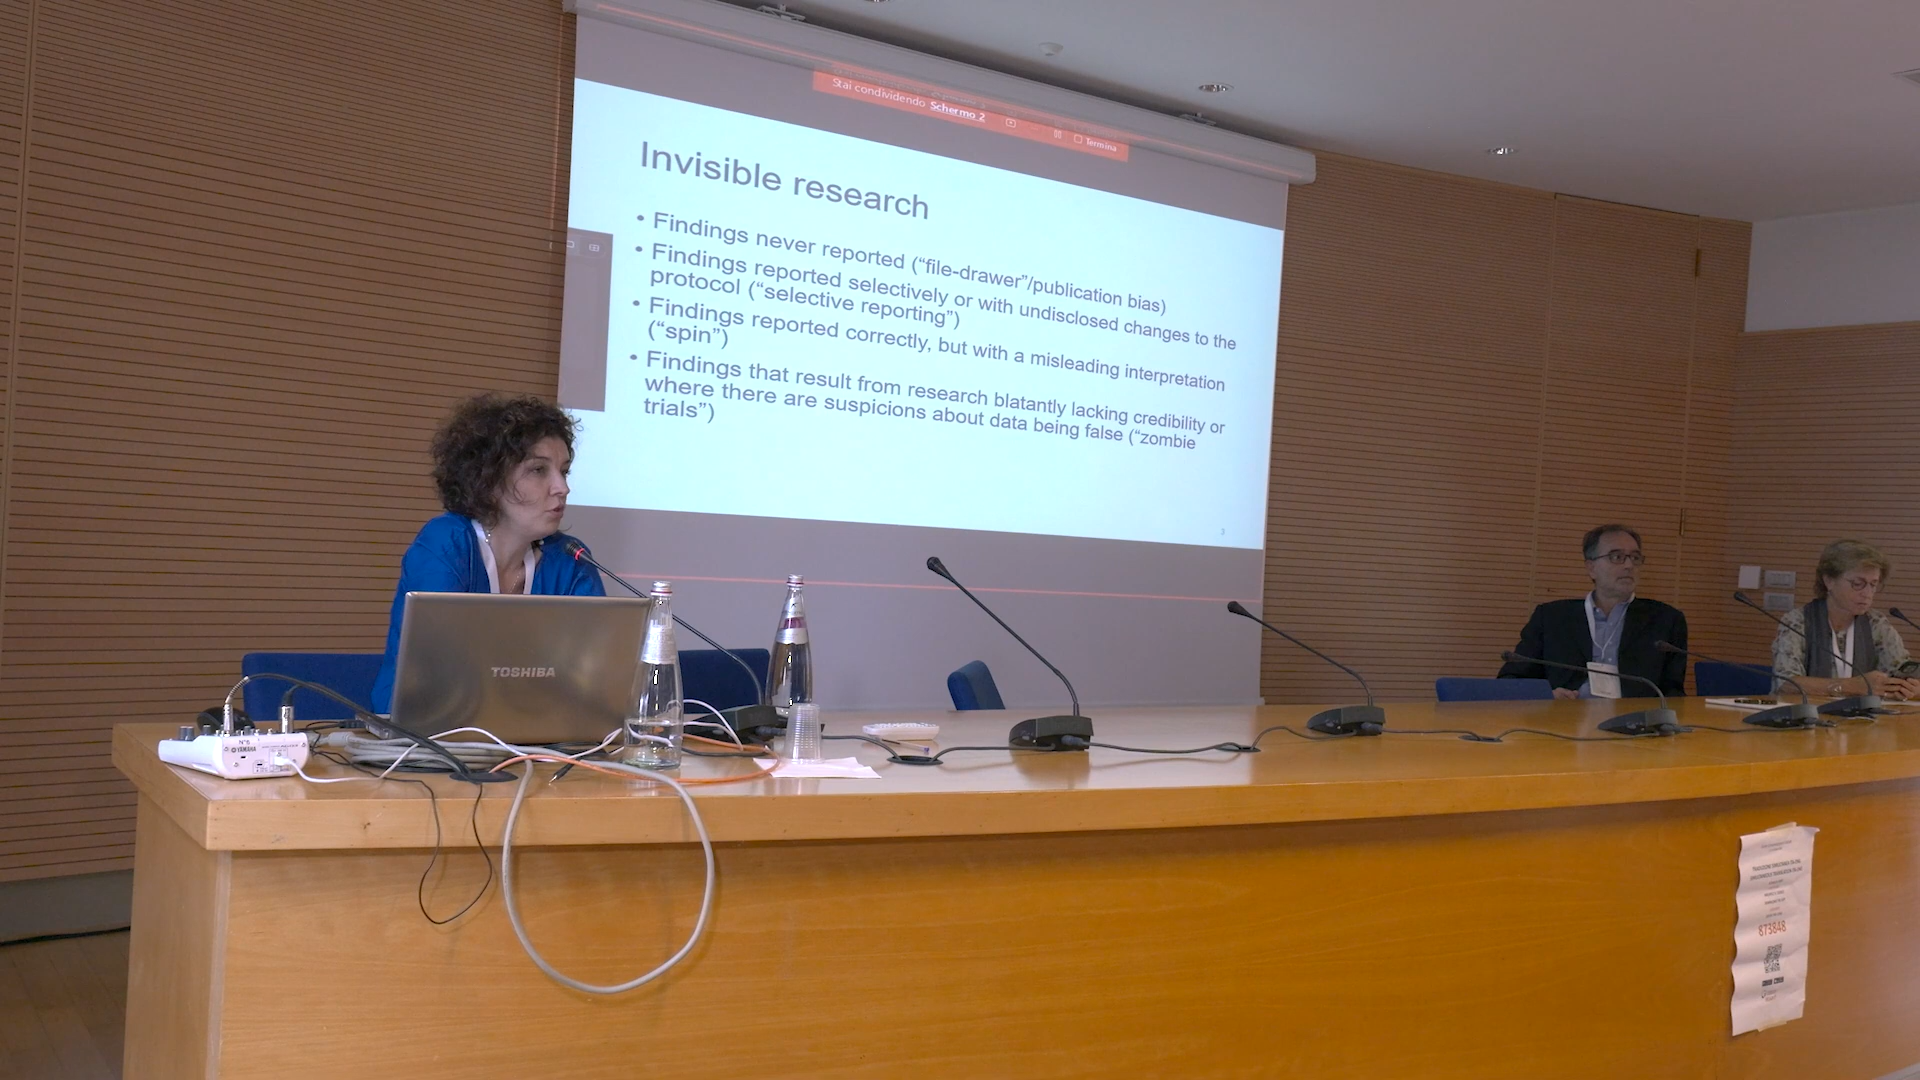 Stai condividendo Schermo 2
Termina
Invisible research
• Findings never reported (“file-drawer”/publication bias)
• Findings reported selectively or with undisclosed changes to the
protocol (“selective reporting”)
• Findings reported correctly, but with a misleading interpretation
(“spin”)
• Findings that result from research blatantly lacking credibility or
where there are suspicions about data being false (“zombie
trials”)
3
TOSHIBA
N°6
YAMAHA
873848